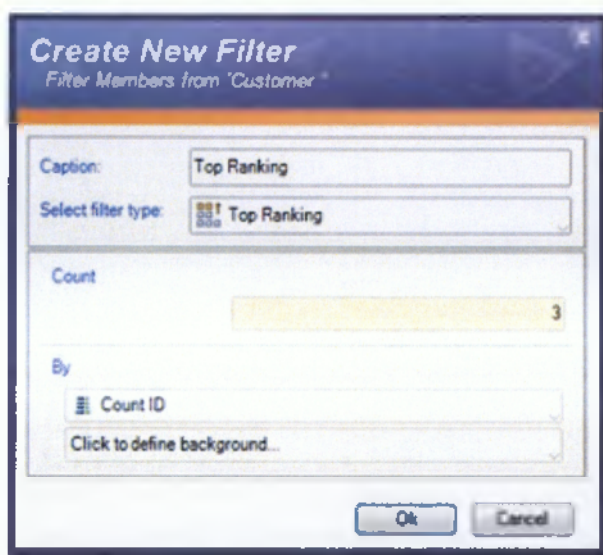 Create New Filter
Filter Members from 'Customer '
Caption: Top Ranking
Select filter type: Top Ranking
Count
3
By
Count ID
Click to define background...
Ok Cancel